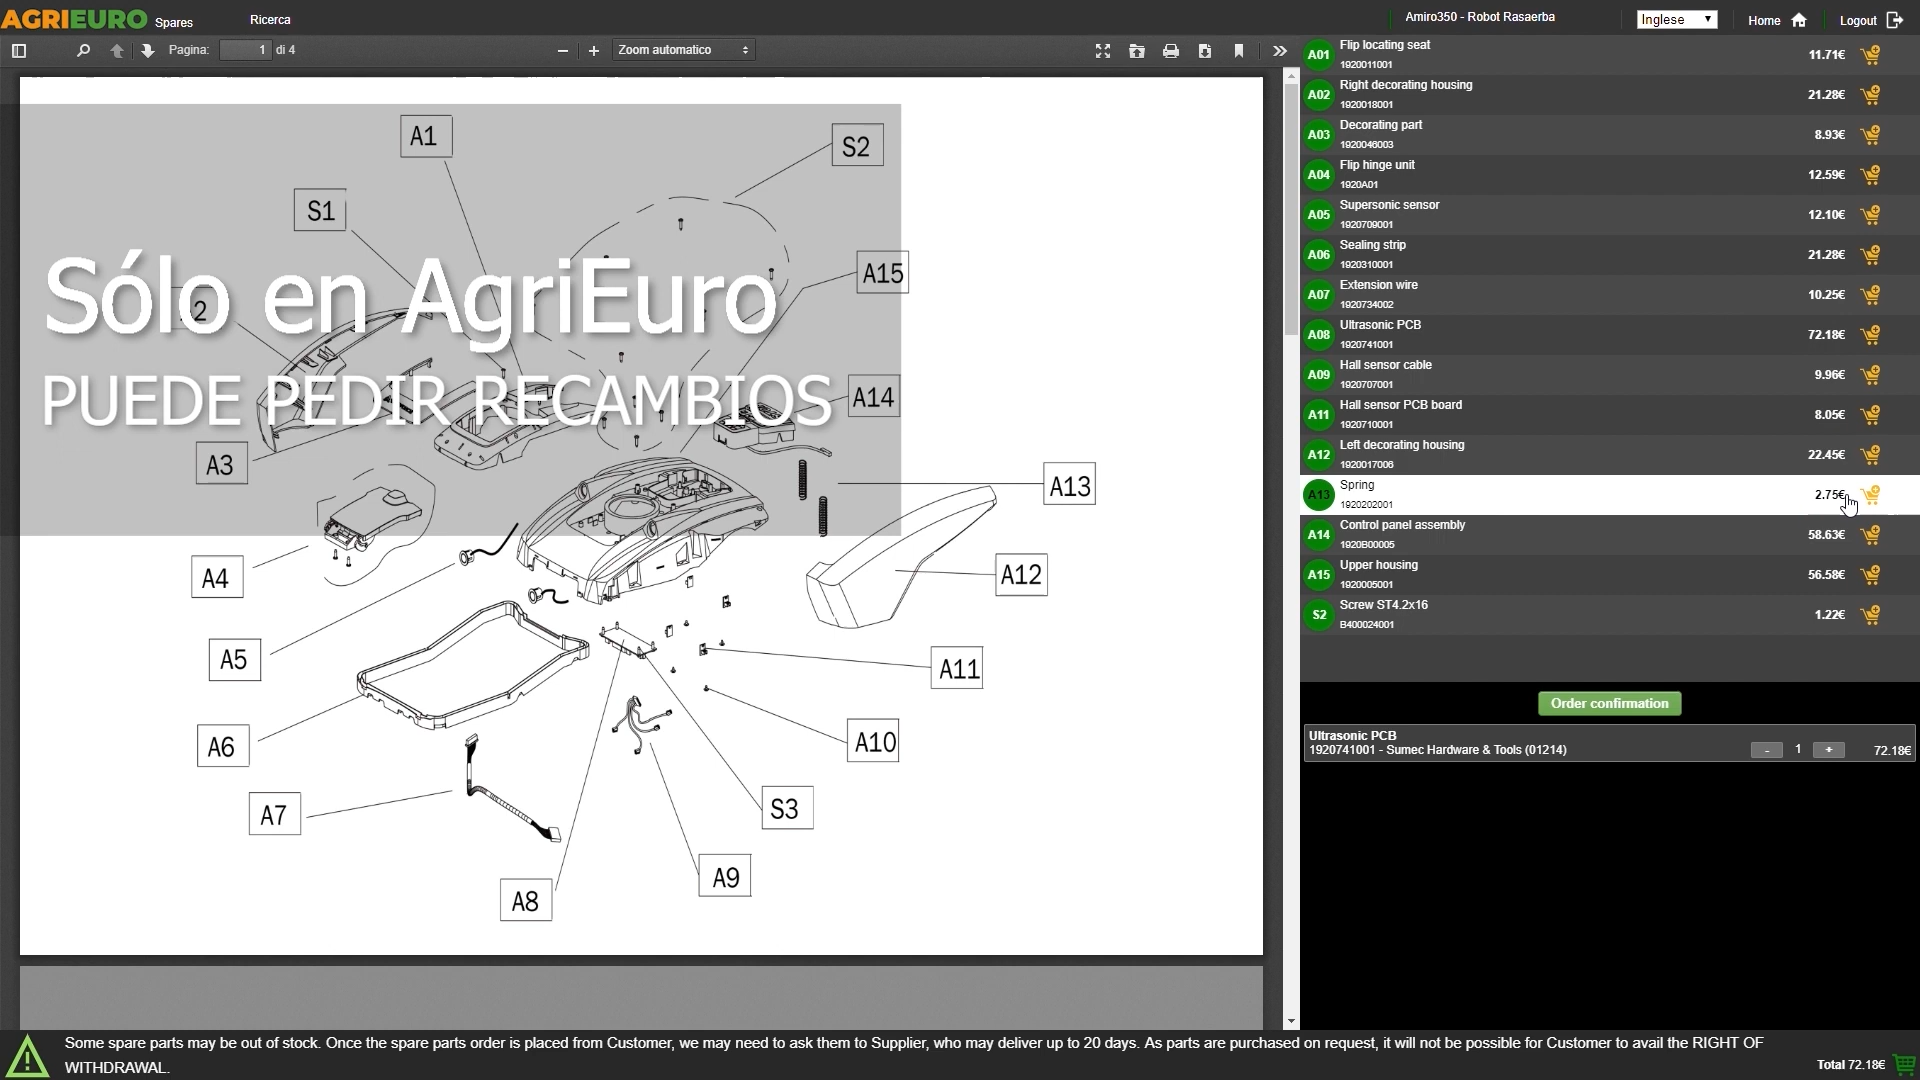 AGRIEURO Spares Ricerca Amiro350 - Robot Rasaerba Inglese Home Logout
Pagina: 1 di 4 Zoom automatico
A1
S2
S1
A15
Sólo en AgriEuro
PUEDE PEDIR RECAMBIOS
A14
A3
A13
A4
A12
A5
A11
A6
A10
A7
S3
A9
A8
A01 Flip locating seat 11.71€
1920011001
A02 Right decorating housing 21.28€
1920018001
A03 Decorating part 8.93€
1920046003
A04 Flip hinge unit 12.59€
1920A01
A05 Supersonic sensor 12.10€
1920709001
A06 Sealing strip 21.28€
1920310001
A07 Extension wire 10.25€
1920734002
A08 Ultrasonic PCB 72.18€
1920741001
A09 Hall sensor cable 9.96€
1920707001
A11 Hall sensor PCB board 8.05€
1920710001
A12 Left decorating housing 22.45€
1920017006
A13 Spring 2.75€
1920202001
A14 Control panel assembly 58.63€
1920B00005
A15 Upper housing 56.58€
1920005001
S2 Screw ST4.2x16 1.22€
B400024001
Order confirmation
Ultrasonic PCB
1920741001 - Sumec Hardware & Tools (01214) - 1 + 72.18€
Some spare parts may be out of stock. Once the spare parts order is placed from Customer, we may need to ask them to Supplier, who may deliver up to 20 days. As parts are purchased on request, it will not be possible for Customer to avail the RIGHT OF
WITHDRAWAL.
Total 72.18€